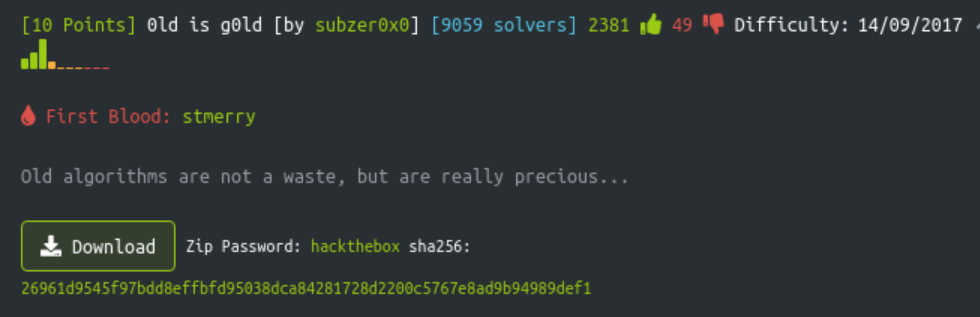 [10 Points] 0ld is g0ld [by subzer0x0] [9059 solvers] 2381 49 Difficulty: 14/09/2017
First Blood: stmerry
Old algorithms are not a waste, but are really precious...
Download Zip Password: hackthebox sha256:
26961d9545f97bdd8effbfd95038dca84281728d2200c5767e8ad9b94989def1